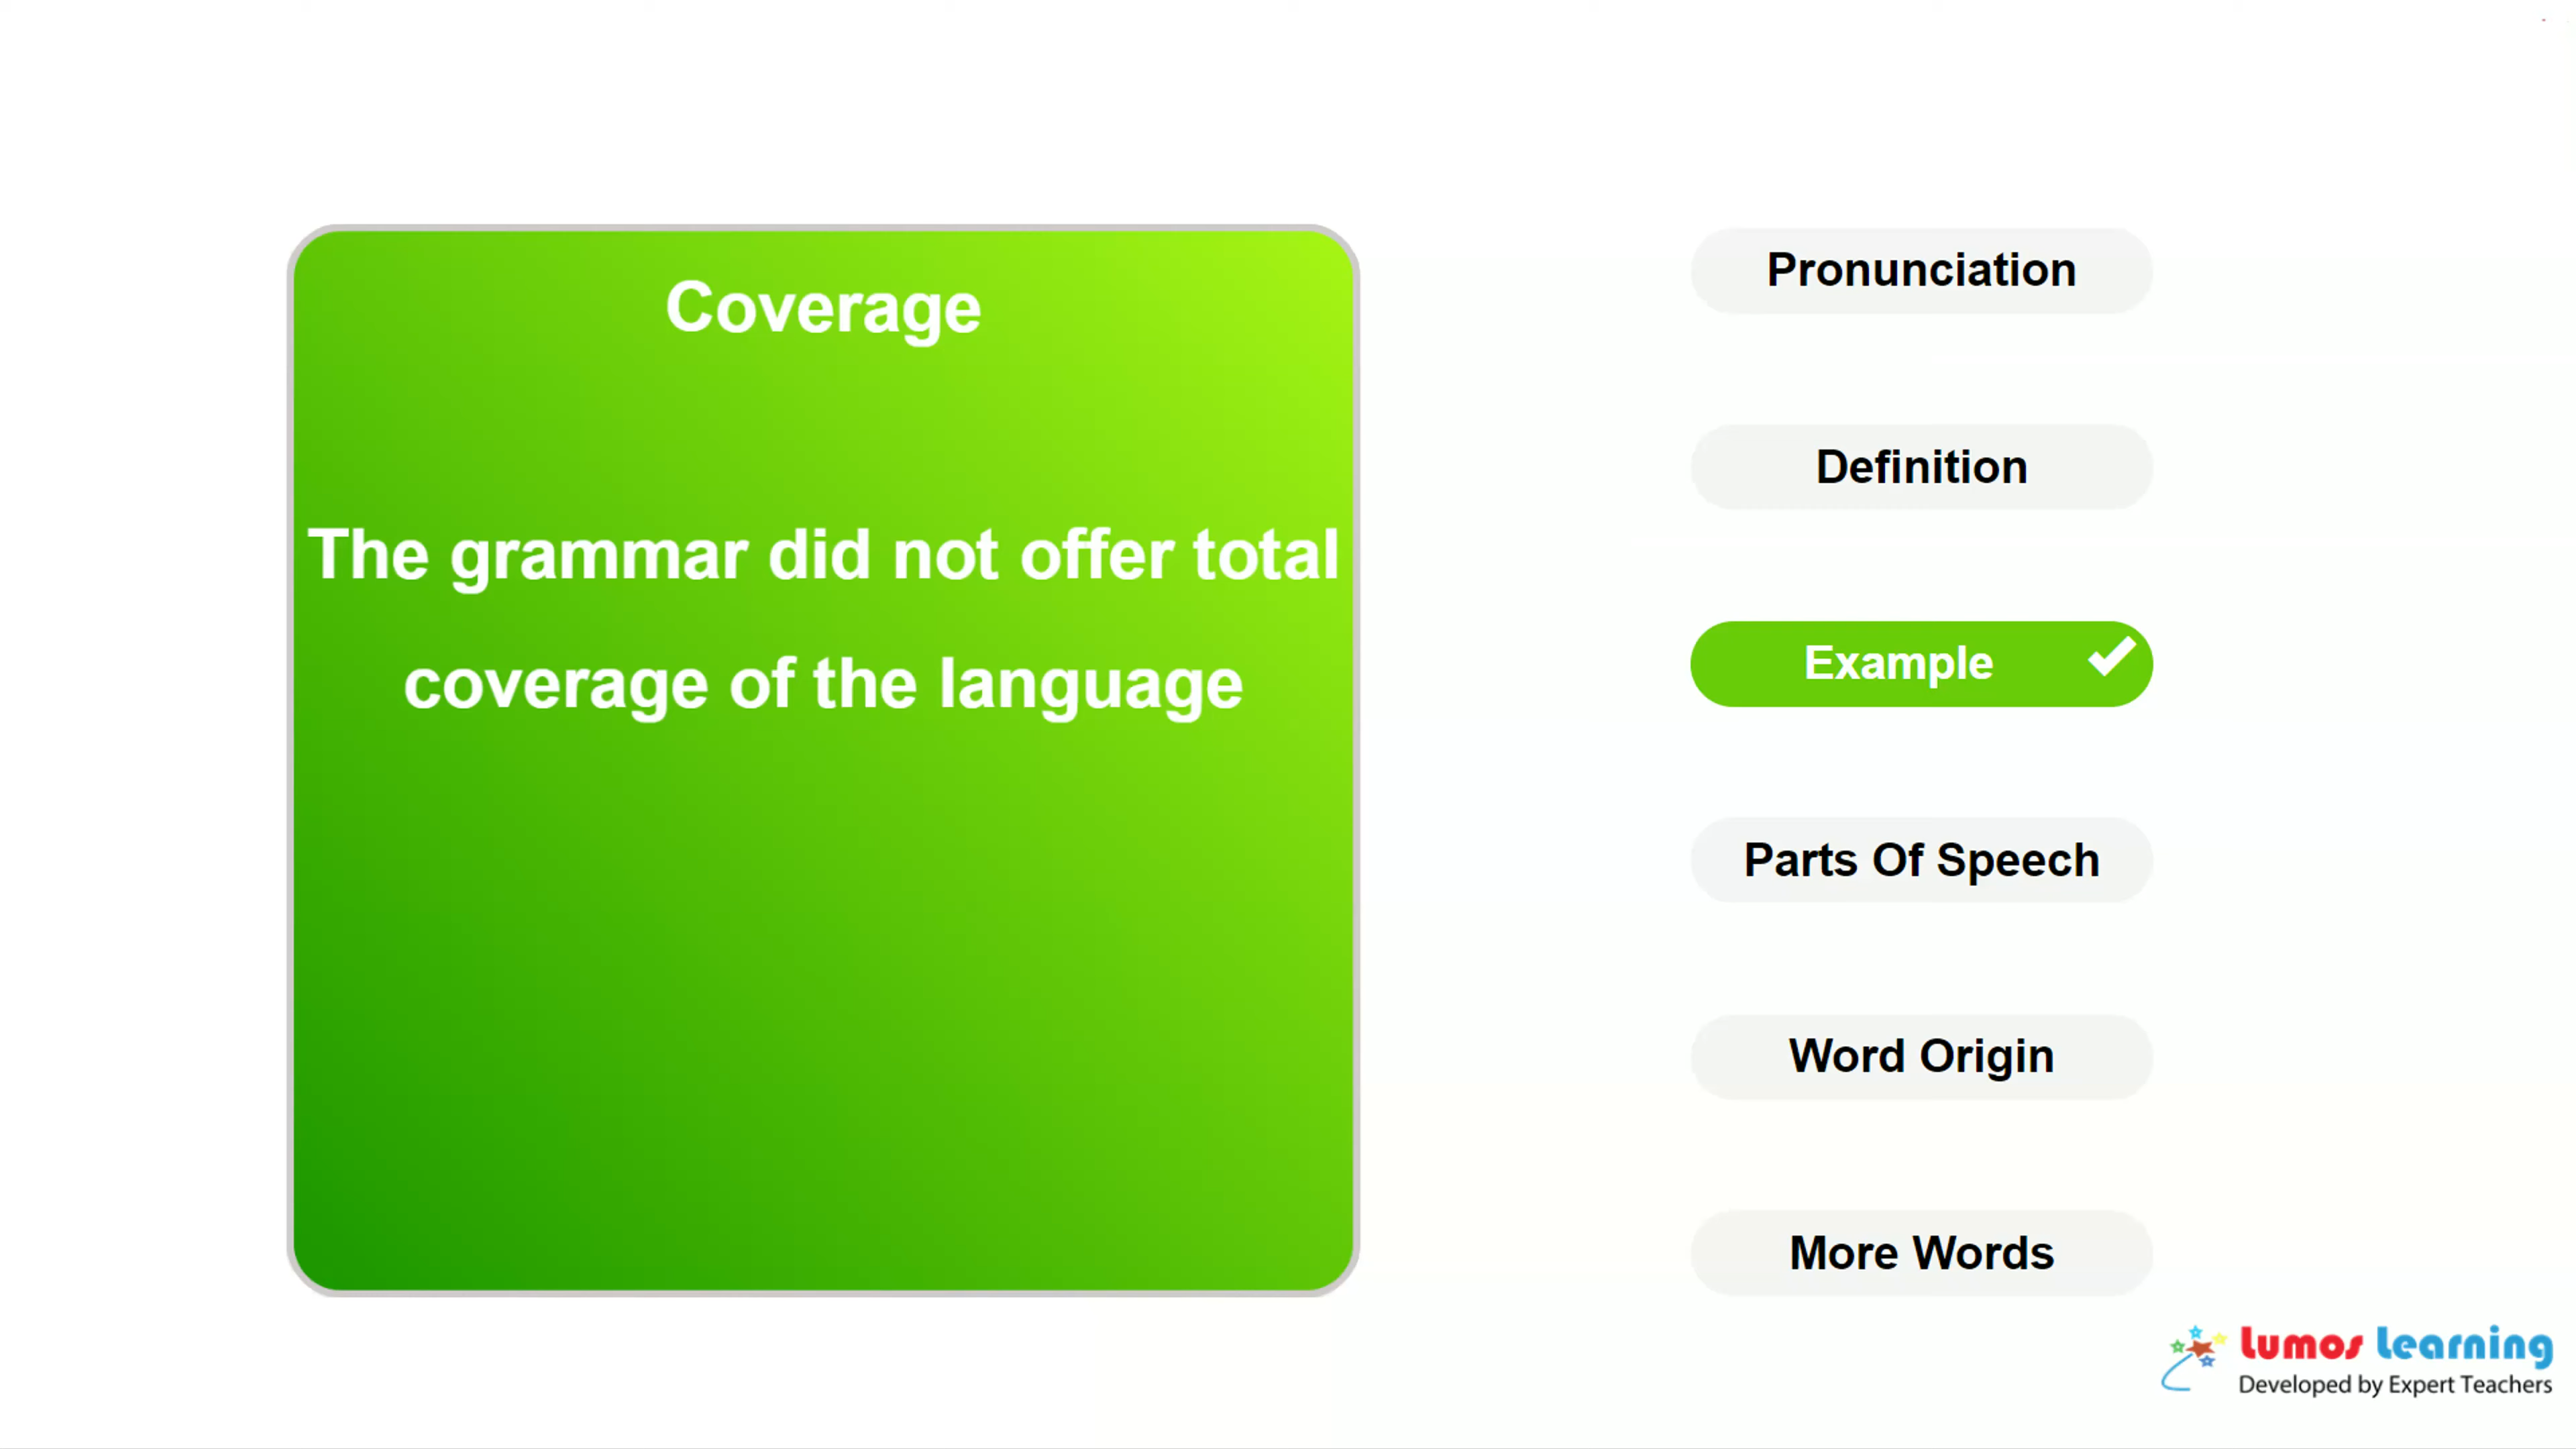 Coverage
The grammar did not offer total
coverage of the language
Pronunciation
Definition
Example
Parts Of Speech
Word Origin
More Words
Lumos Learning
Developed by Expert Teachers